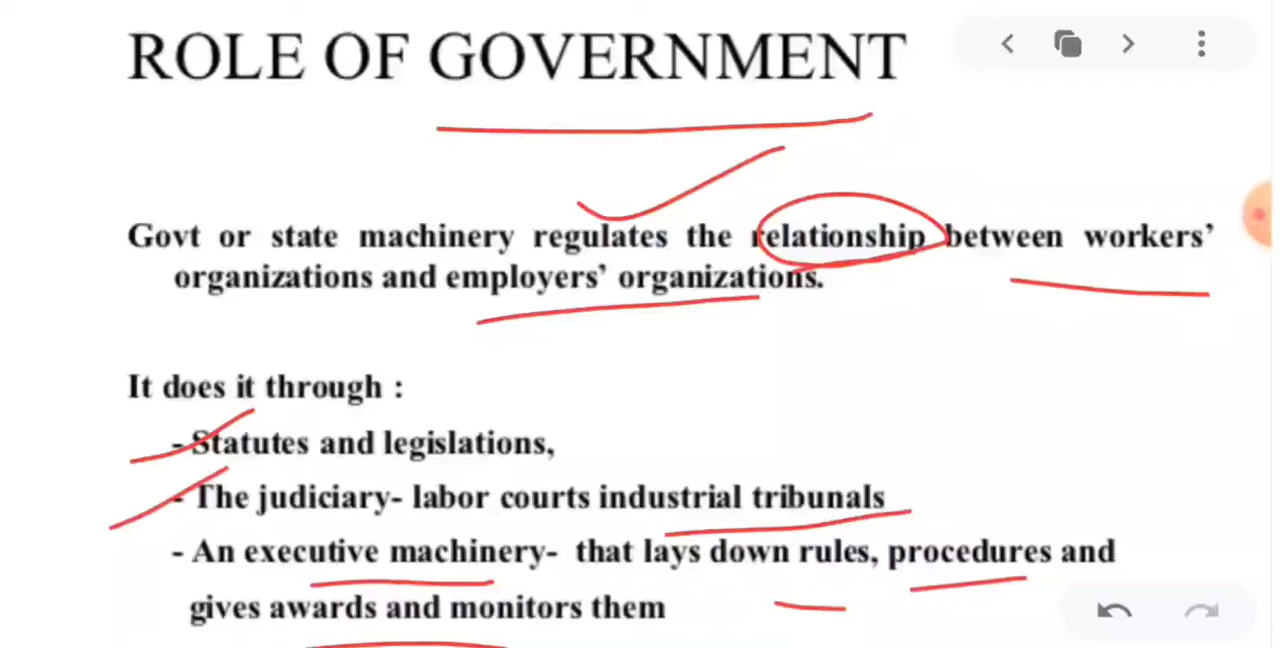 ROLE OF GOVERNMENT
Govt or state machinery regulates the relationship between workers’
organizations and employers’ organizations.
It does it through :
- Statutes and legislations,
- The judiciary- labor courts industrial tribunals
- An executive machinery- that lays down rules, procedures and
gives awards and monitors them